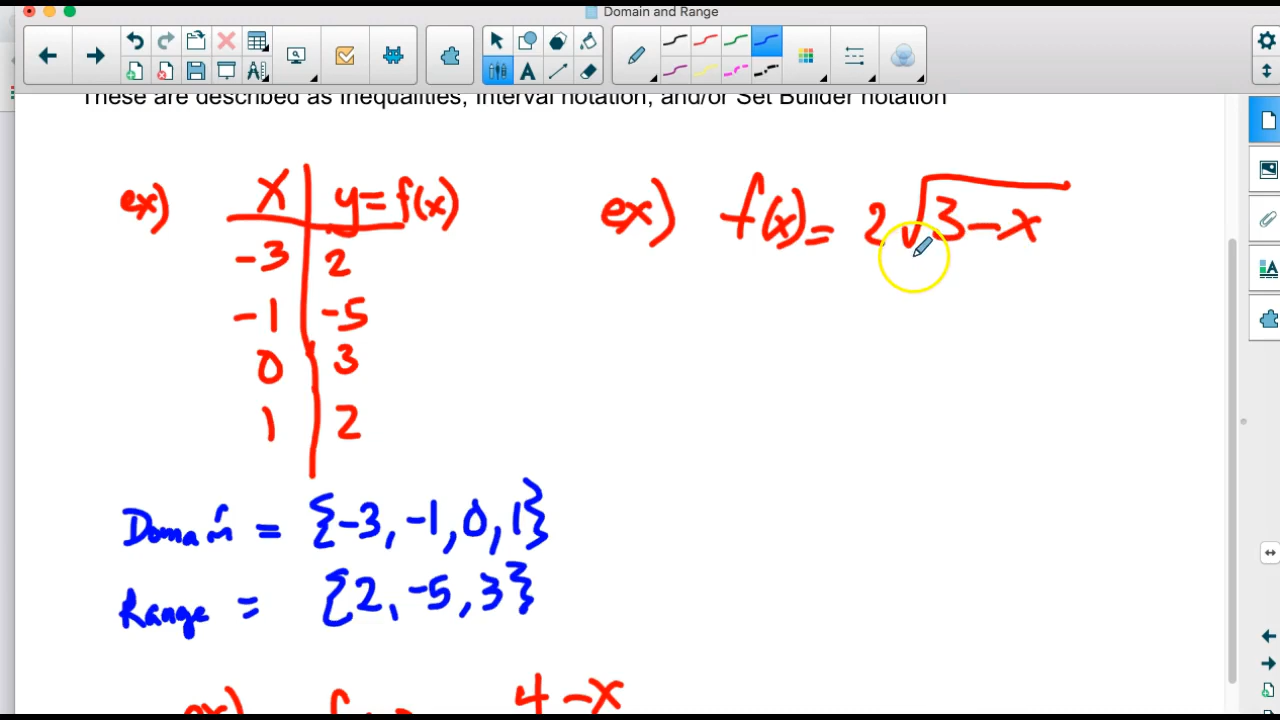 Domain and Range
These are described as Inequalities, Interval notation, and/or Set Builder notation
ex) x y=f(x)
-3 2
-1 -5
0 3
1 2
ex) f(x)= 2√3-x
Domain = {-3, -1, 0, 1}
Range = {2, -5, 3}
ex) 4-x